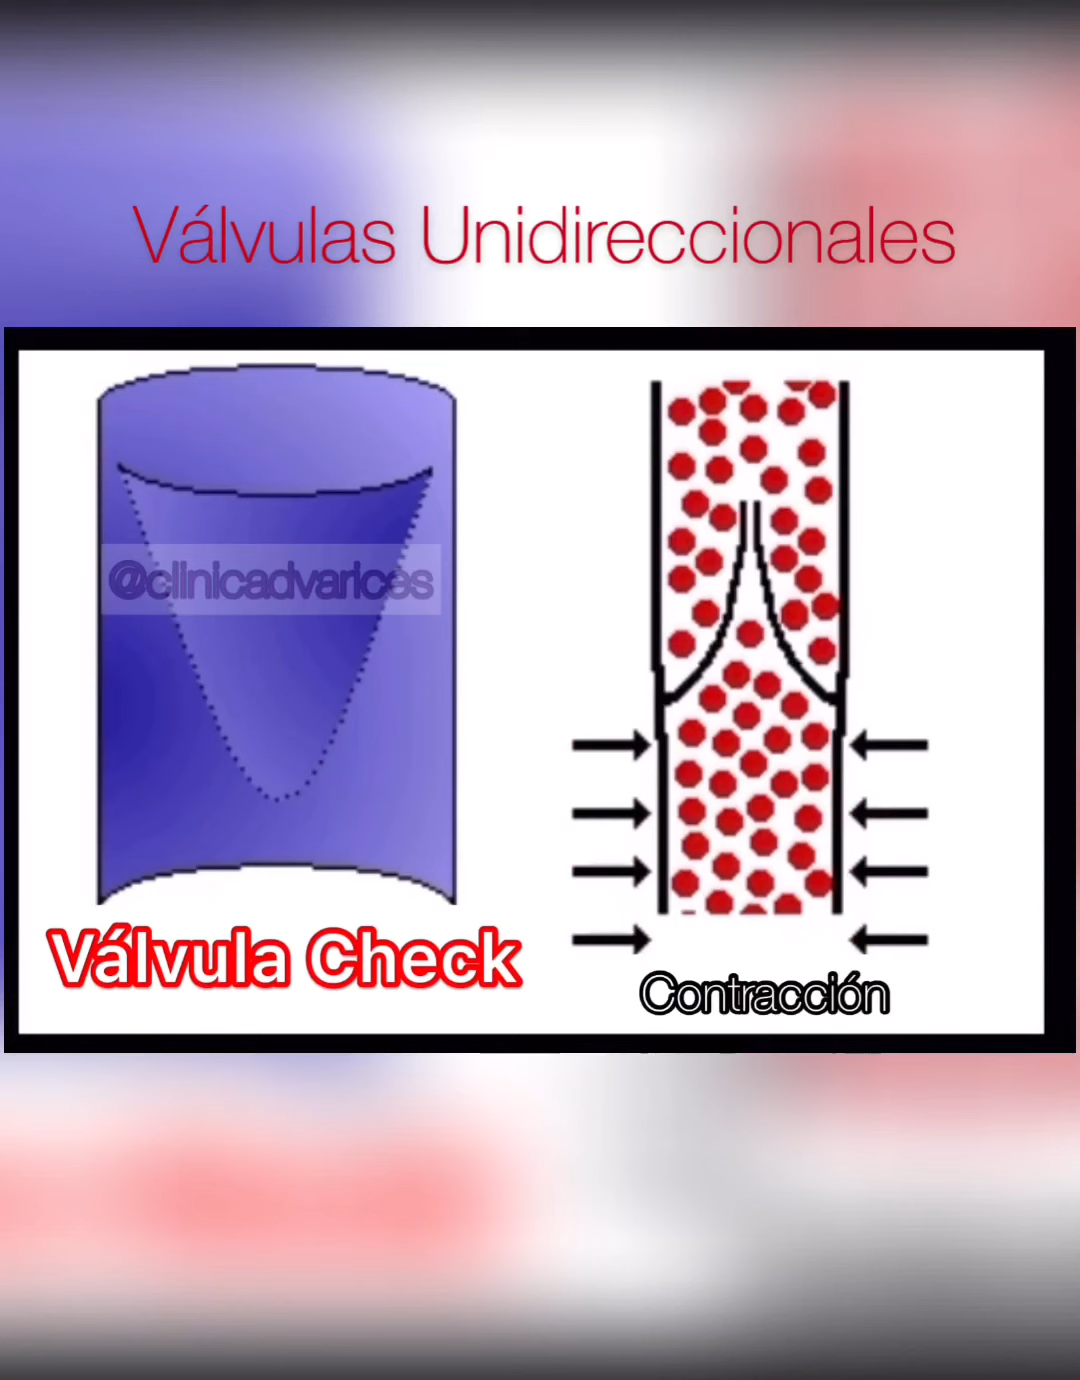 Válvulas Unidireccionales
@clinicadvarices
Válvula Check
Contracción